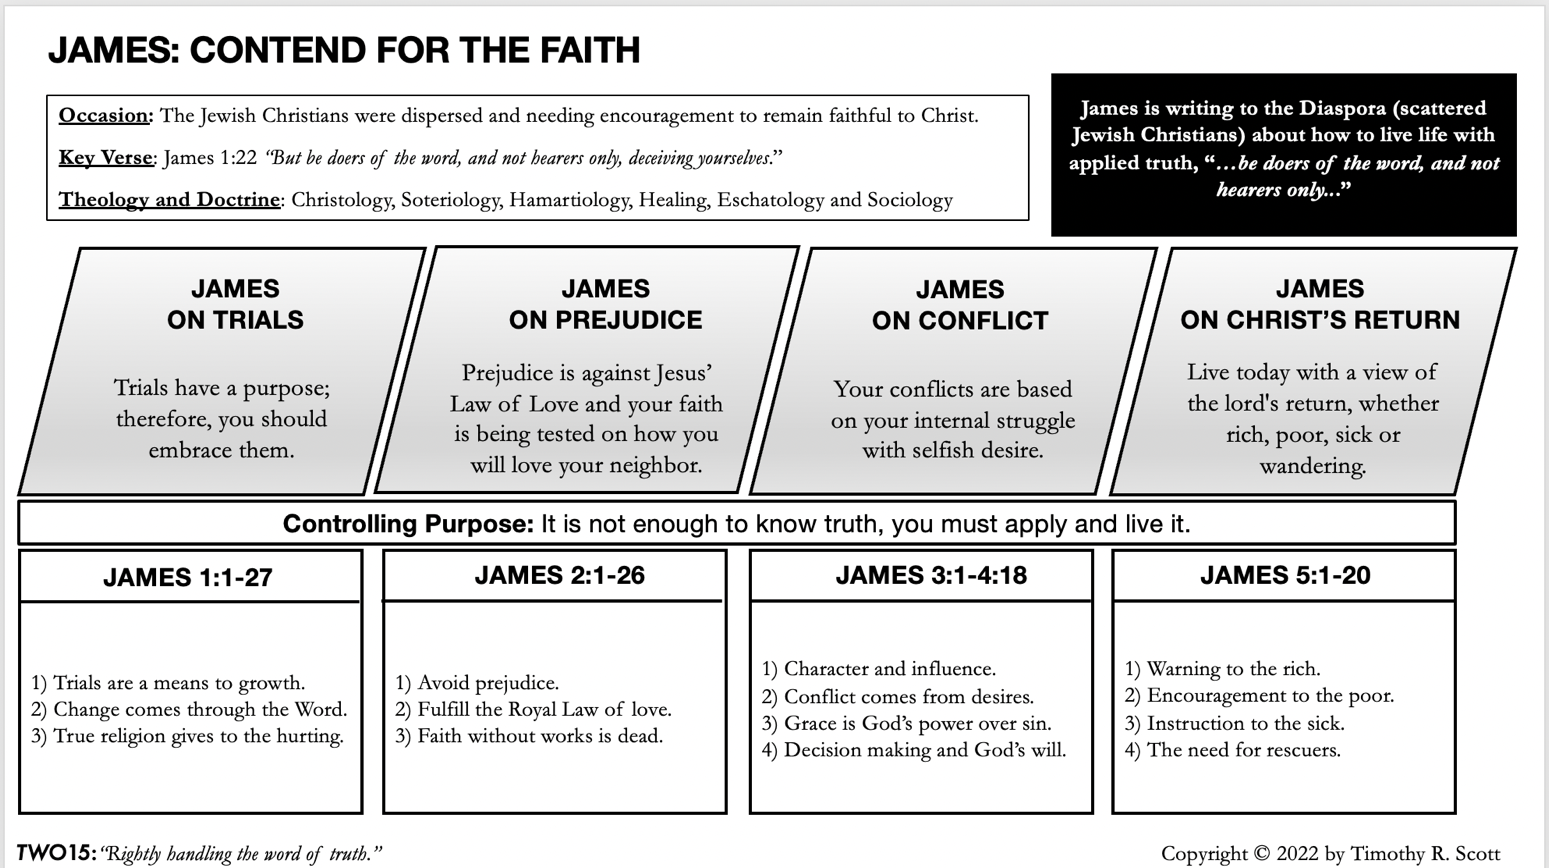 JAMES: CONTEND FOR THE FAITH
Occasion: The Jewish Christians were dispersed and needing encouragement to remain faithful to Christ.
Key Verse: James 1:22 “But be doers of the word, and not hearers only, deceiving yourselves.”
Theology and Doctrine: Christology, Soteriology, Hamartiology, Healing, Eschatology and Sociology
James is writing to the Diaspora (scattered
Jewish Christians) about how to live life with
applied truth, “…be doers of the word, and not
hearers only...”
JAMES
ON TRIALS
Trials have a purpose;
therefore, you should
embrace them.
JAMES
ON PREJUDICE
Prejudice is against Jesus’
Law of Love and your faith
is being tested on how you
will love your neighbor.
JAMES
ON CONFLICT
Your conflicts are based
on your internal struggle
with selfish desire.
JAMES
ON CHRIST’S RETURN
Live today with a view of
the lord's return, whether
rich, poor, sick or
wandering.
Controlling Purpose: It is not enough to know truth, you must apply and live it.
JAMES 1:1-27
1) Trials are a means to growth.
2) Change comes through the Word.
3) True religion gives to the hurting.
JAMES 2:1-26
1) Avoid prejudice.
2) Fulfill the Royal Law of love.
3) Faith without works is dead.
JAMES 3:1-4:18
1) Character and influence.
2) Conflict comes from desires.
3) Grace is God’s power over sin.
4) Decision making and God’s will.
JAMES 5:1-20
1) Warning to the rich.
2) Encouragement to the poor.
3) Instruction to the sick.
4) The need for rescuers.
TWO15: “Rightly handling the word of truth.”
Copyright © 2022 by Timothy R. Scott